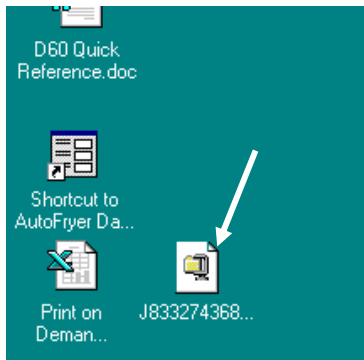 D60 Quick
Reference.doc
Shortcut to
AutoFryer Da...
Print on
Deman...
J833274368...